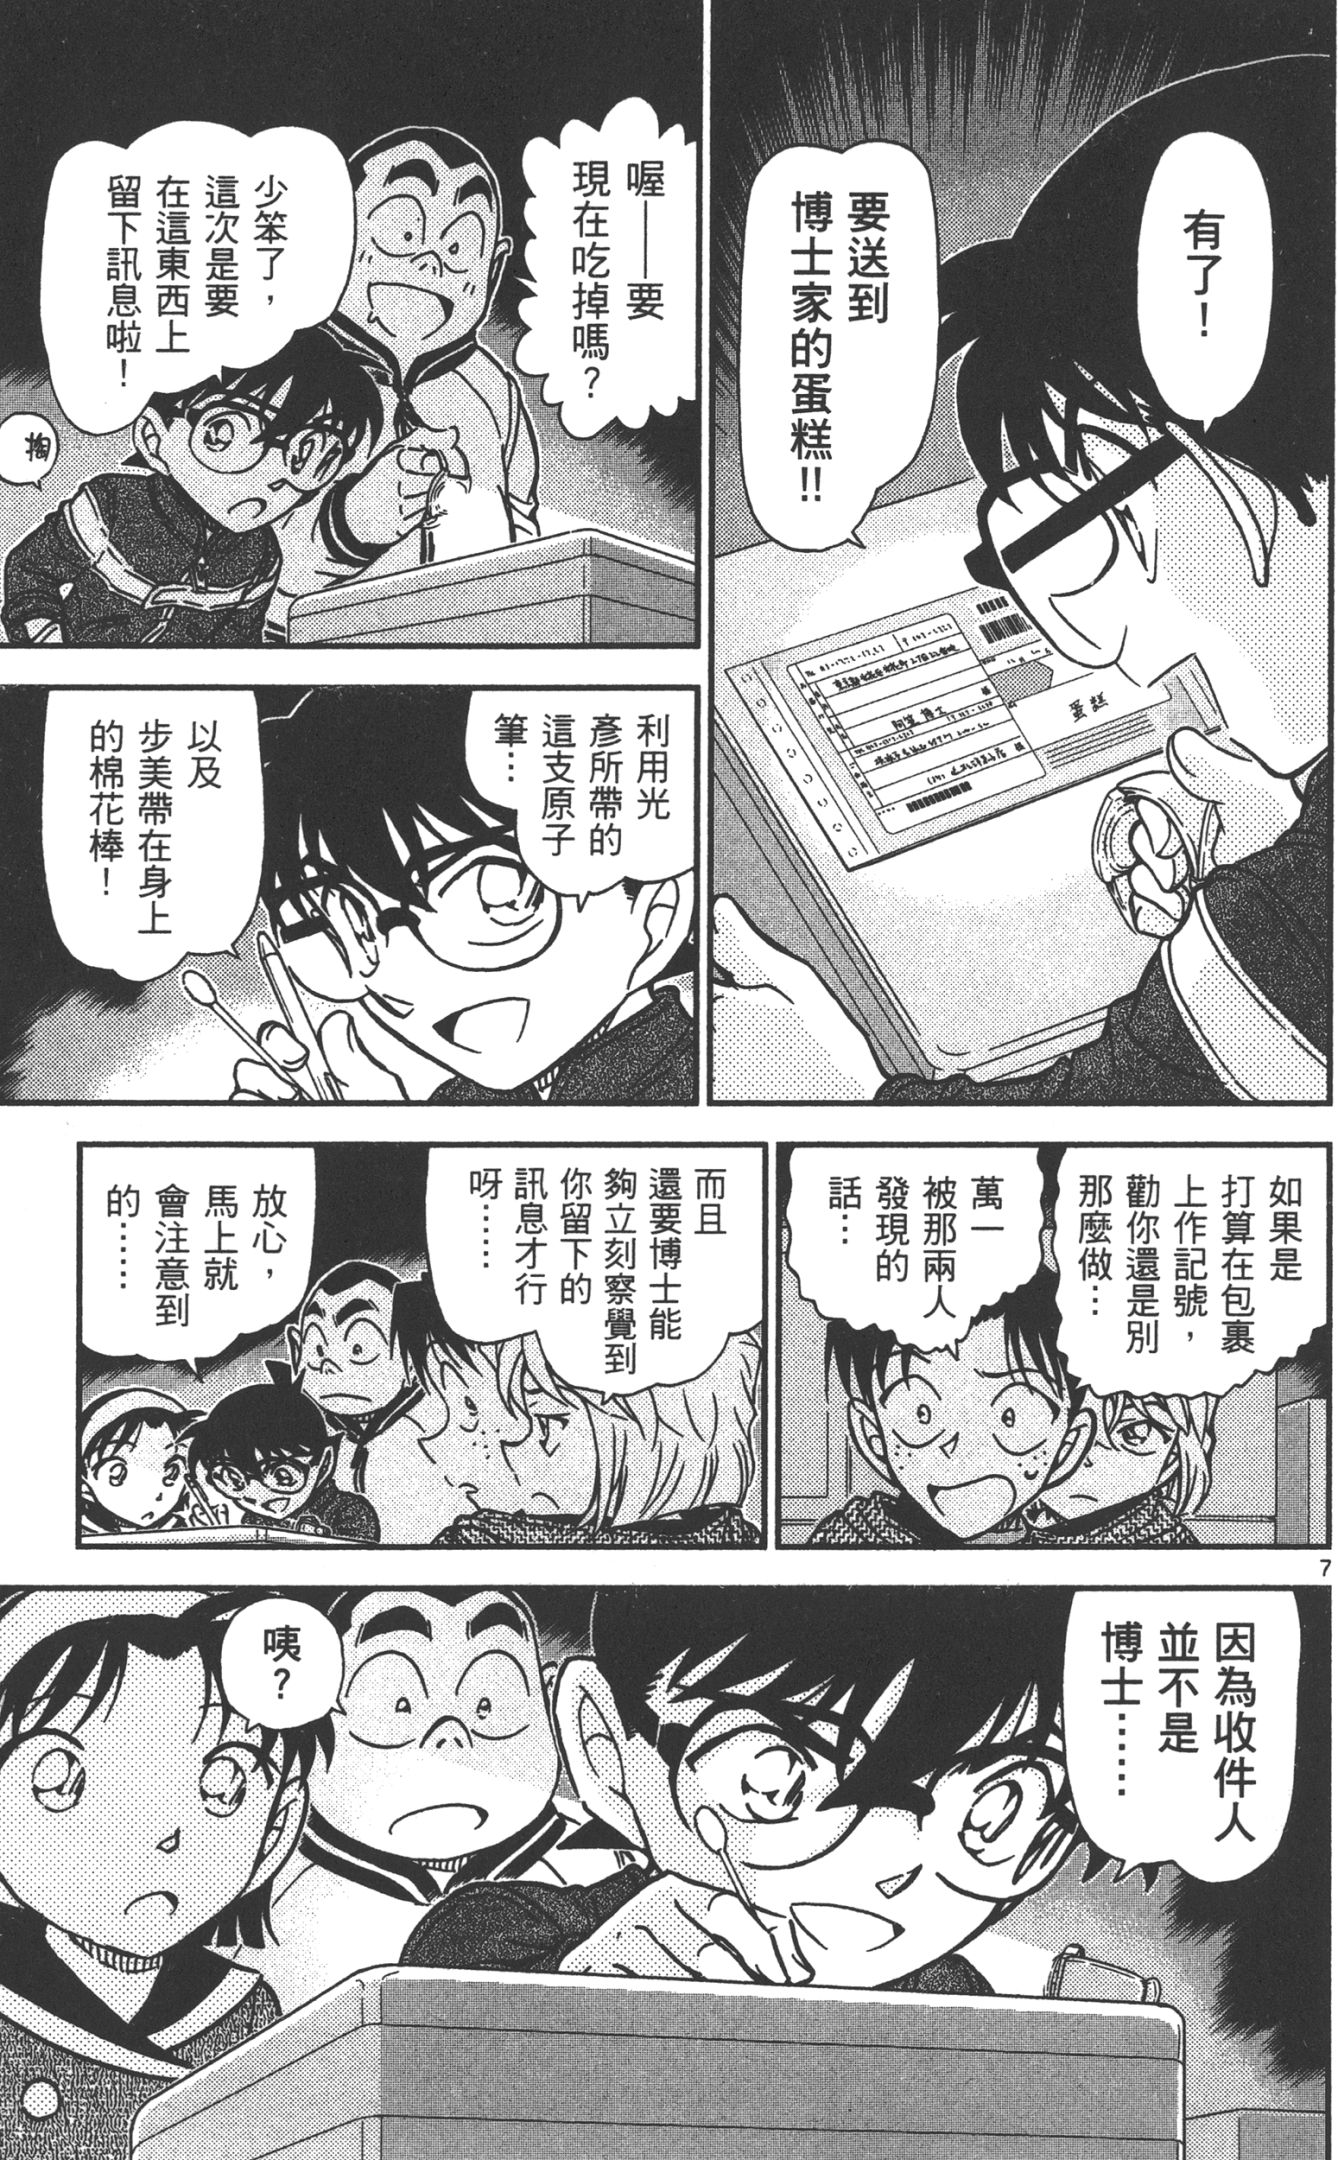 有了！
要送到
博士家的蛋糕!!
蛋糕
喔——要
現在吃掉嗎？
少笨了，
這次是要
在這東西上
留下訊息啦！
掏
利用光
彥所帶的
這支原子
筆…
以及
步美帶在身上
的棉花棒！
如果是
打算在包裹
上作記號，
勸你還是別
那麼做…
萬一
被那兩人
發現的
話…
而且
還要博士能
夠立刻察覺到
你留下的
訊息才行
呀……
放心，
馬上就
會注意到
的……
7
因為收件人
並不是
博士……
咦？